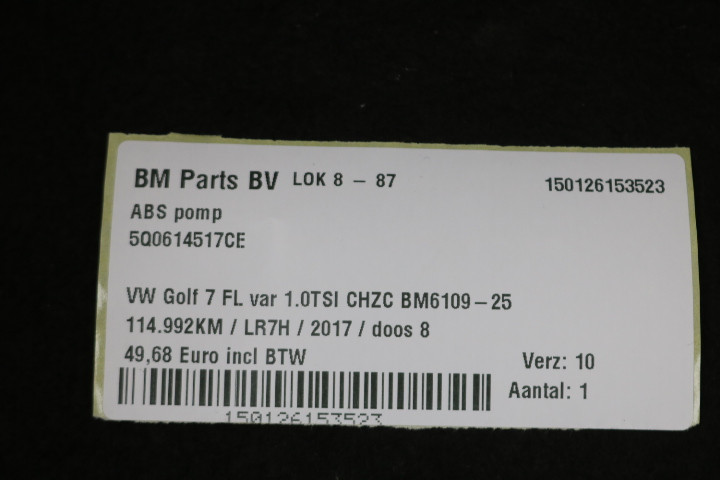 BM Parts BV LOK 8 - 87 150126153523
ABS pomp
5Q0614517CE
VW Golf 7 FL var 1.0TSI CHZC BM6109-25
114.992KM / LR7H / 2017 / doos 8
49,68 Euro incl BTW Verz: 10
Aantal: 1
150126153523